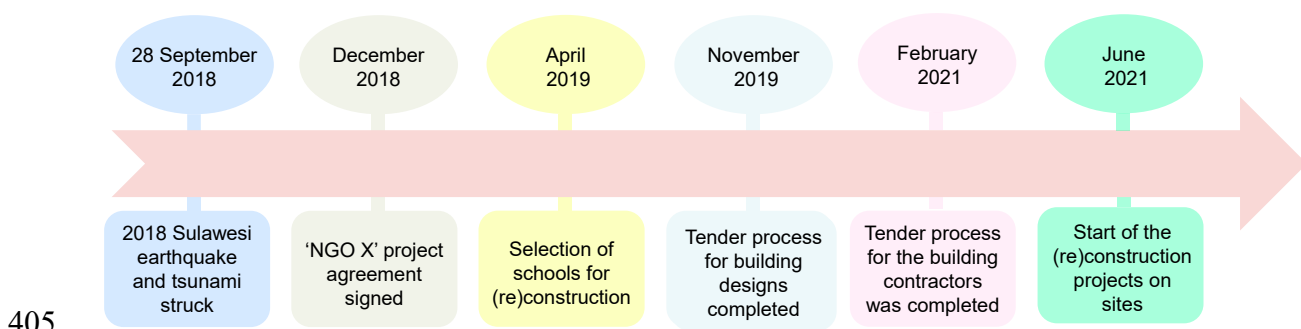 28 September
2018
December
2018
April
2019
November
2019
February
2021
June
2021
2018 Sulawesi
earthquake
and tsunami
struck
‘NGO X’ project
agreement
signed
Selection of
schools for
(re)construction
Tender process
for building
designs
completed
Tender process
for the building
contractors
was completed
Start of the
(re)construction
projects on
sites
405